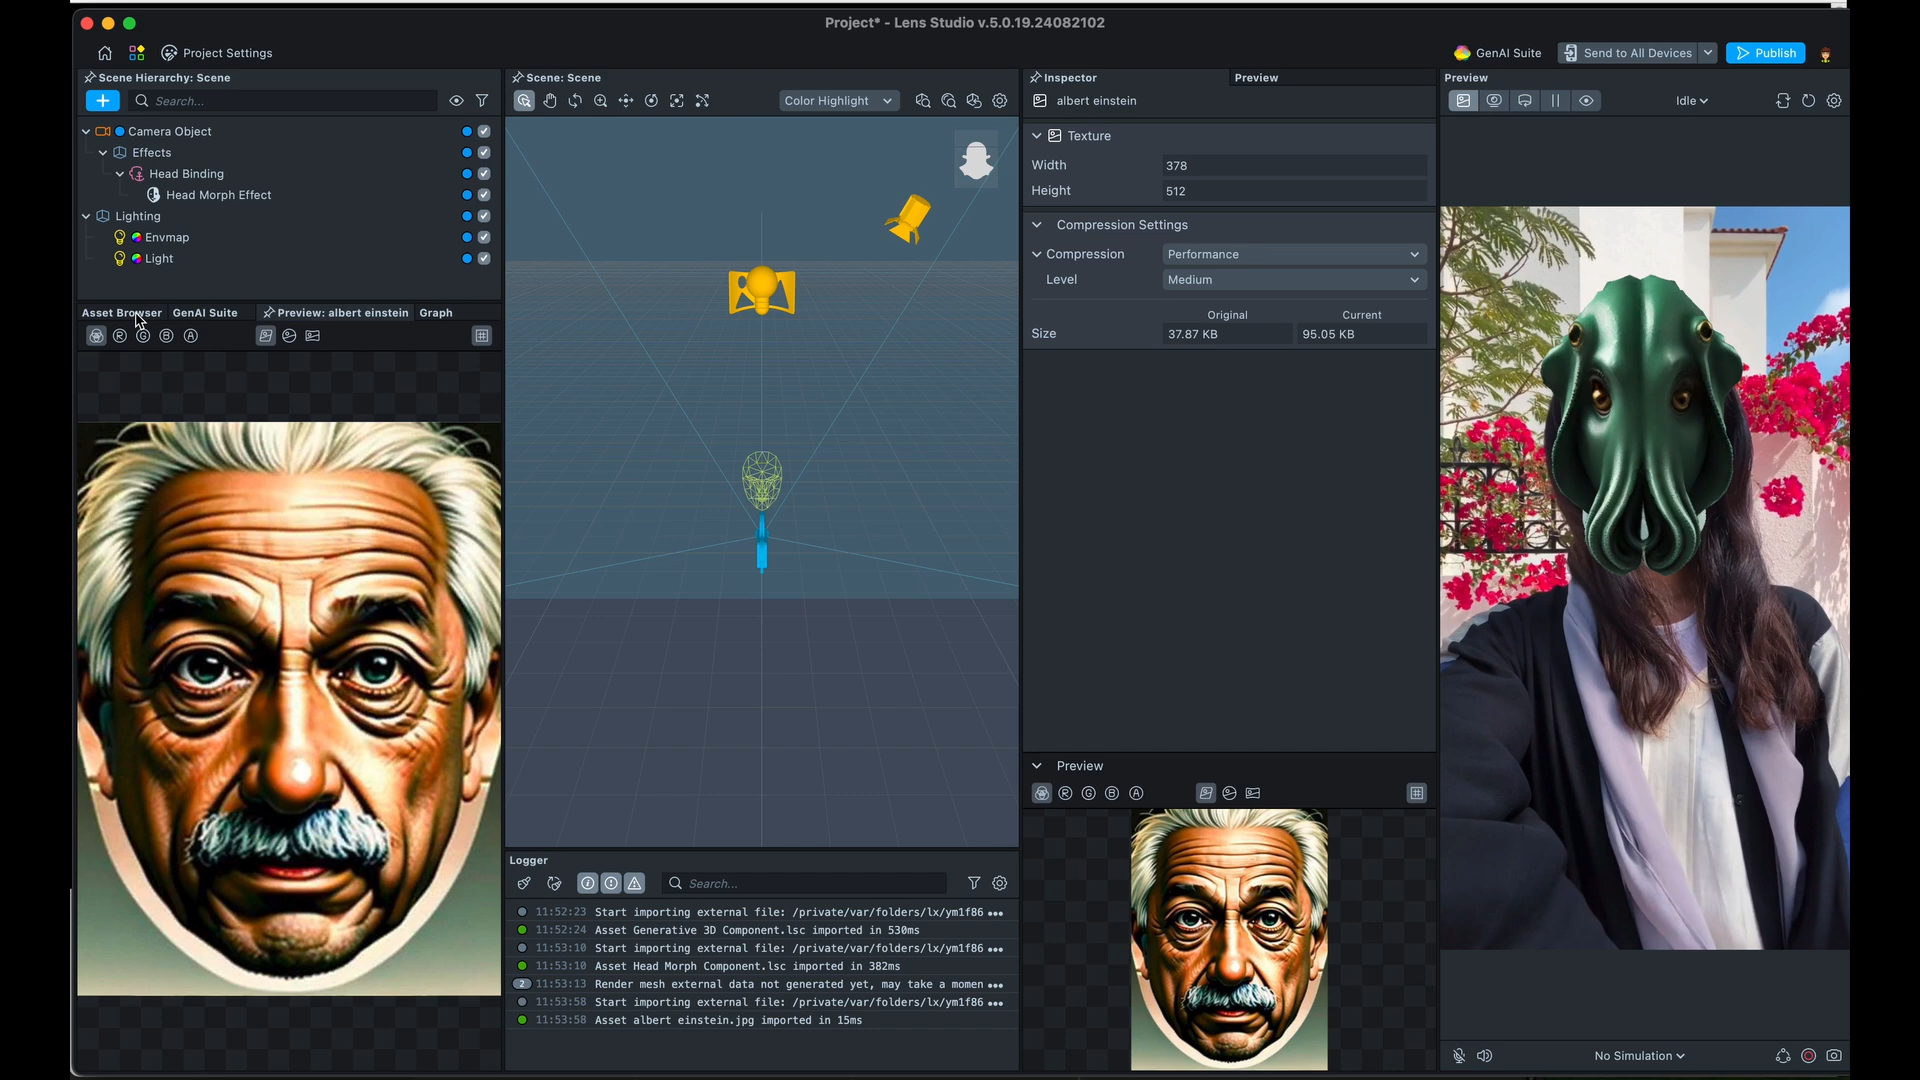 Project* - Lens Studio v.5.0.19.24082102
Project Settings
GenAI Suite
Send to All Devices
Publish
Scene Hierarchy: Scene
Search...
Camera Object
Effects
Head Binding
Head Morph Effect
Lighting
Envmap
Light
Asset Browser
GenAI Suite
Preview: albert einstein
Graph
R
G
B
A
Scene: Scene
Color Highlight
Logger
Search...
11:52:23 Start importing external file: /private/var/folders/lx/ym1f86 •••
11:52:24 Asset Generative 3D Component.lsc imported in 530ms
11:53:10 Start importing external file: /private/var/folders/lx/ym1f86 •••
11:53:10 Asset Head Morph Component.lsc imported in 382ms
2 11:53:13 Render mesh external data not generated yet, may take a momen •••
11:53:58 Start importing external file: /private/var/folders/lx/ym1f86 •••
11:53:58 Asset albert einstein.jpg imported in 15ms
Inspector
Preview
albert einstein
Texture
Width 378
Height 512
Compression Settings
Compression Performance
Level Medium
Original Current
Size 37.87 KB 95.05 KB
Preview
R
G
B
A
Preview
Idle
No Simulation